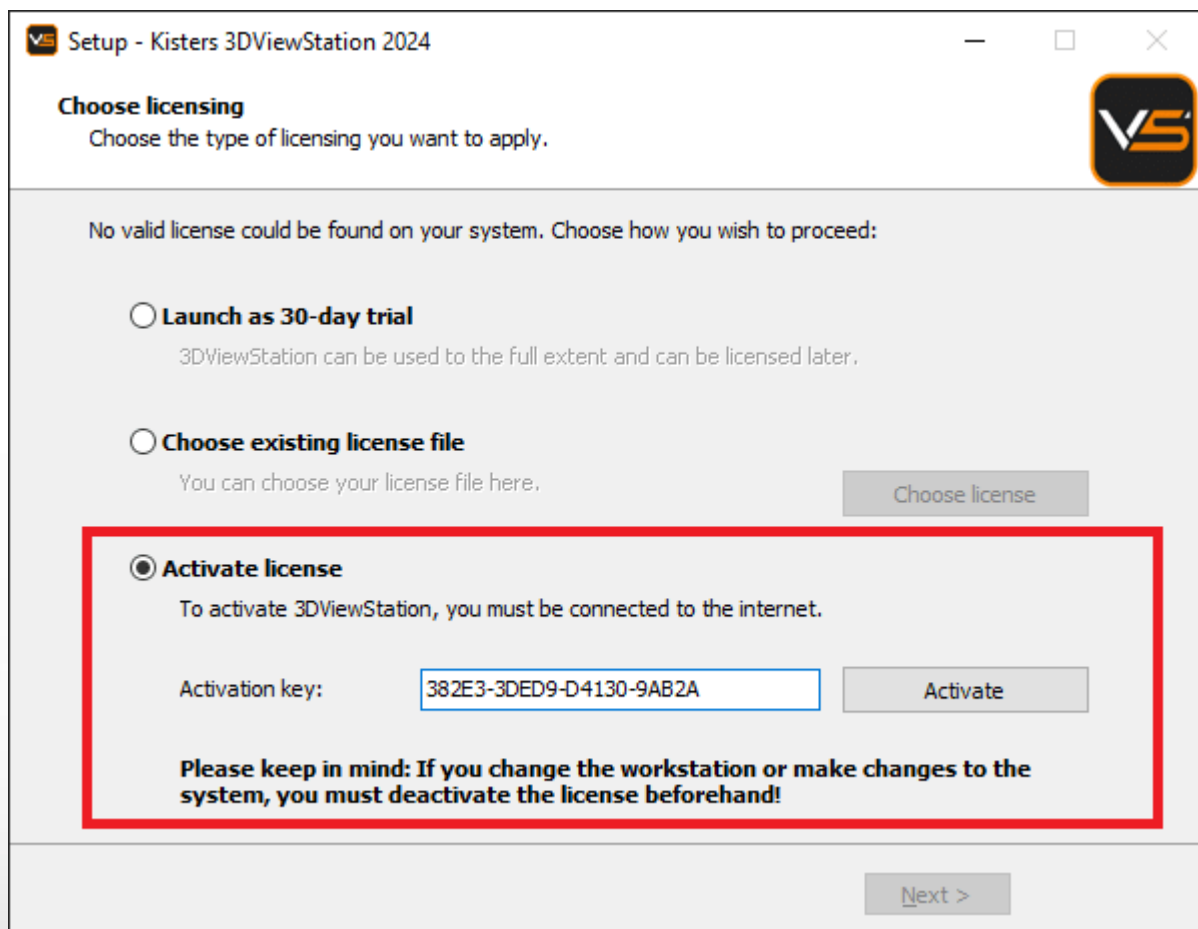 VS Setup - Kisters 3DViewStation 2024
Choose licensing
Choose the type of licensing you want to apply.
VS
No valid license could be found on your system. Choose how you wish to proceed:
Launch as 30-day trial
3DViewStation can be used to the full extent and can be licensed later.
Choose existing license file
You can choose your license file here.
Choose license
Activate license
To activate 3DViewStation, you must be connected to the internet.
Activation key: 382E3-3DED9-D4130-9AB2A Activate
Please keep in mind: If you change the workstation or make changes to the
system, you must deactivate the license beforehand!
Next >